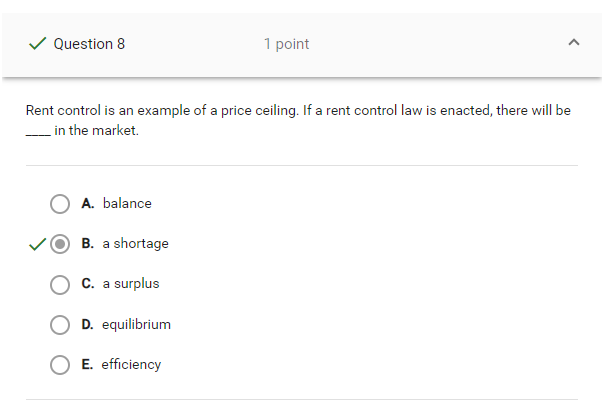 Question 8 1 point
Rent control is an example of a price ceiling. If a rent control law is enacted, there will be
____ in the market.
A. balance
B. a shortage
C. a surplus
D. equilibrium
E. efficiency